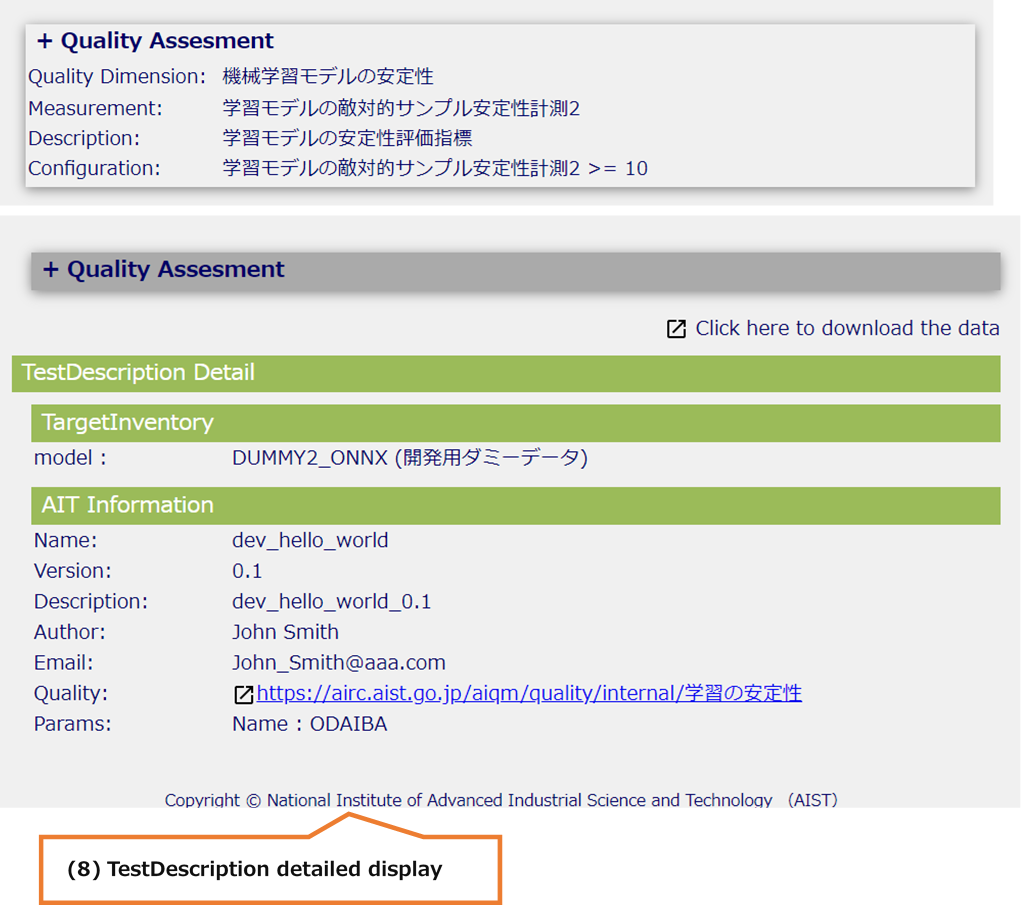 + Quality Assesment
Quality Dimension: 機械学習モデルの安定性
Measurement: 学習モデルの敵対的サンプル安定性計測2
Description: 学習モデルの安定性評価指標
Configuration: 学習モデルの敵対的サンプル安定性計測2 >= 10
+ Quality Assesment
Click here to download the data
TestDescription Detail
TargetInventory
model : DUMMY2_ONNX (開発用ダミーデータ)
AIT Information
Name: dev_hello_world
Version: 0.1
Description: dev_hello_world_0.1
Author: John Smith
Email: John_Smith@aaa.com
Quality: https://airc.aist.go.jp/aiqm/quality/internal/学習の安定性
Params: Name : ODAIBA
Copyright © National Institute of Advanced Industrial Science and Technology （AIST）
(8) TestDescription detailed display